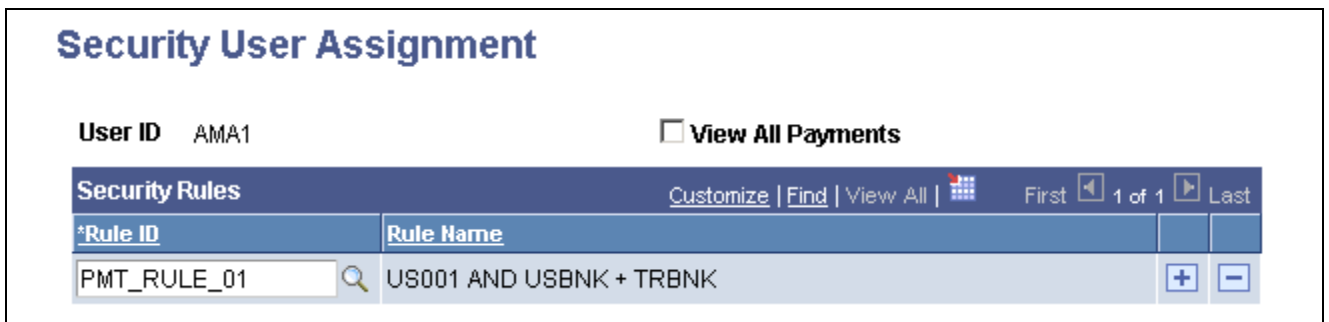 Security User Assignment
User ID AMA1 View All Payments
Security Rules Customize | Find | View All | First 1 of 1 Last
*Rule ID Rule Name
PMT_RULE_01 US001 AND USBNK + TRBNK